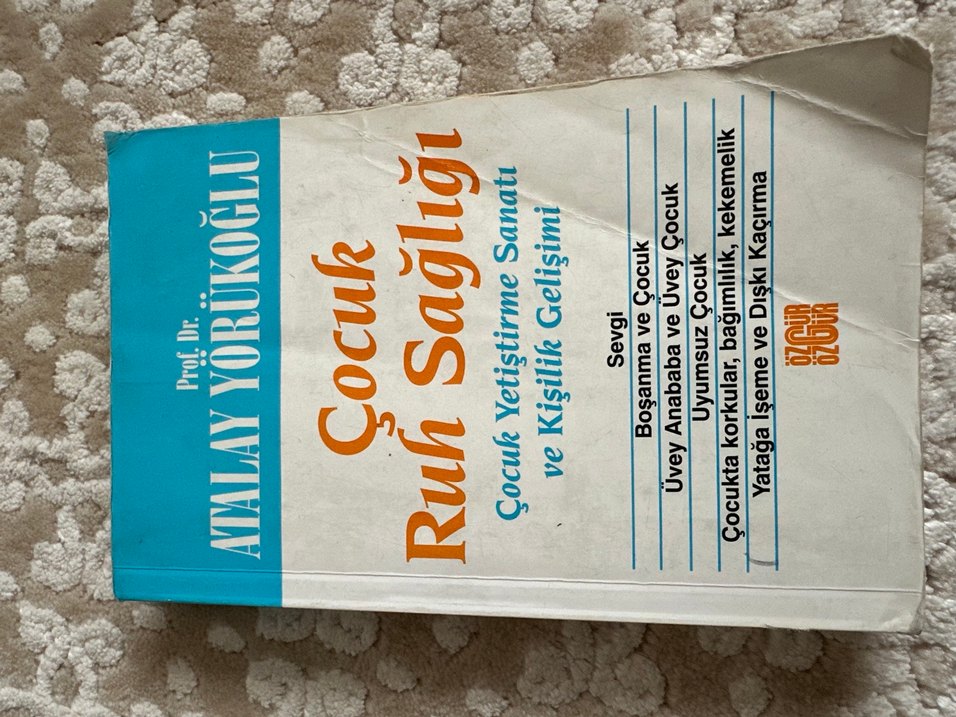 Prof. Dr.
ATALAY YÖRÜKOĞLU
Çocuk
Ruh Sağlığı
Çocuk Yetiştirme Sanatı
ve Kişilik Gelişimi
Sevgi
Boşanma ve Çocuk
Üvey Anababa ve Üvey Çocuk
Uyumsuz Çocuk
Çocukta korkular, bağımlılık, kekemelik
Yatağa İşeme ve Dışkı Kaçırma
ÖZGÜR
ÖZGÜR